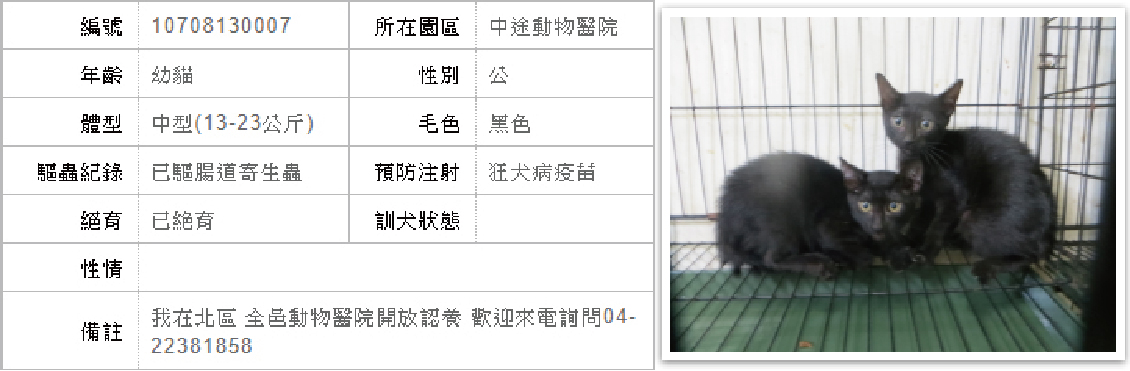 編號 10708130007 所在園區 中途動物醫院
年齡 幼貓 性別 公
體型 中型(13-23公斤) 毛色 黑色
驅蟲紀錄 已驅腸道寄生蟲 預防注射 狂犬病疫苗
絕育 已絕育 訓犬狀態
性情
備註 我在北區 全邑動物醫院開放認養 歡迎來電詢問04-
22381858